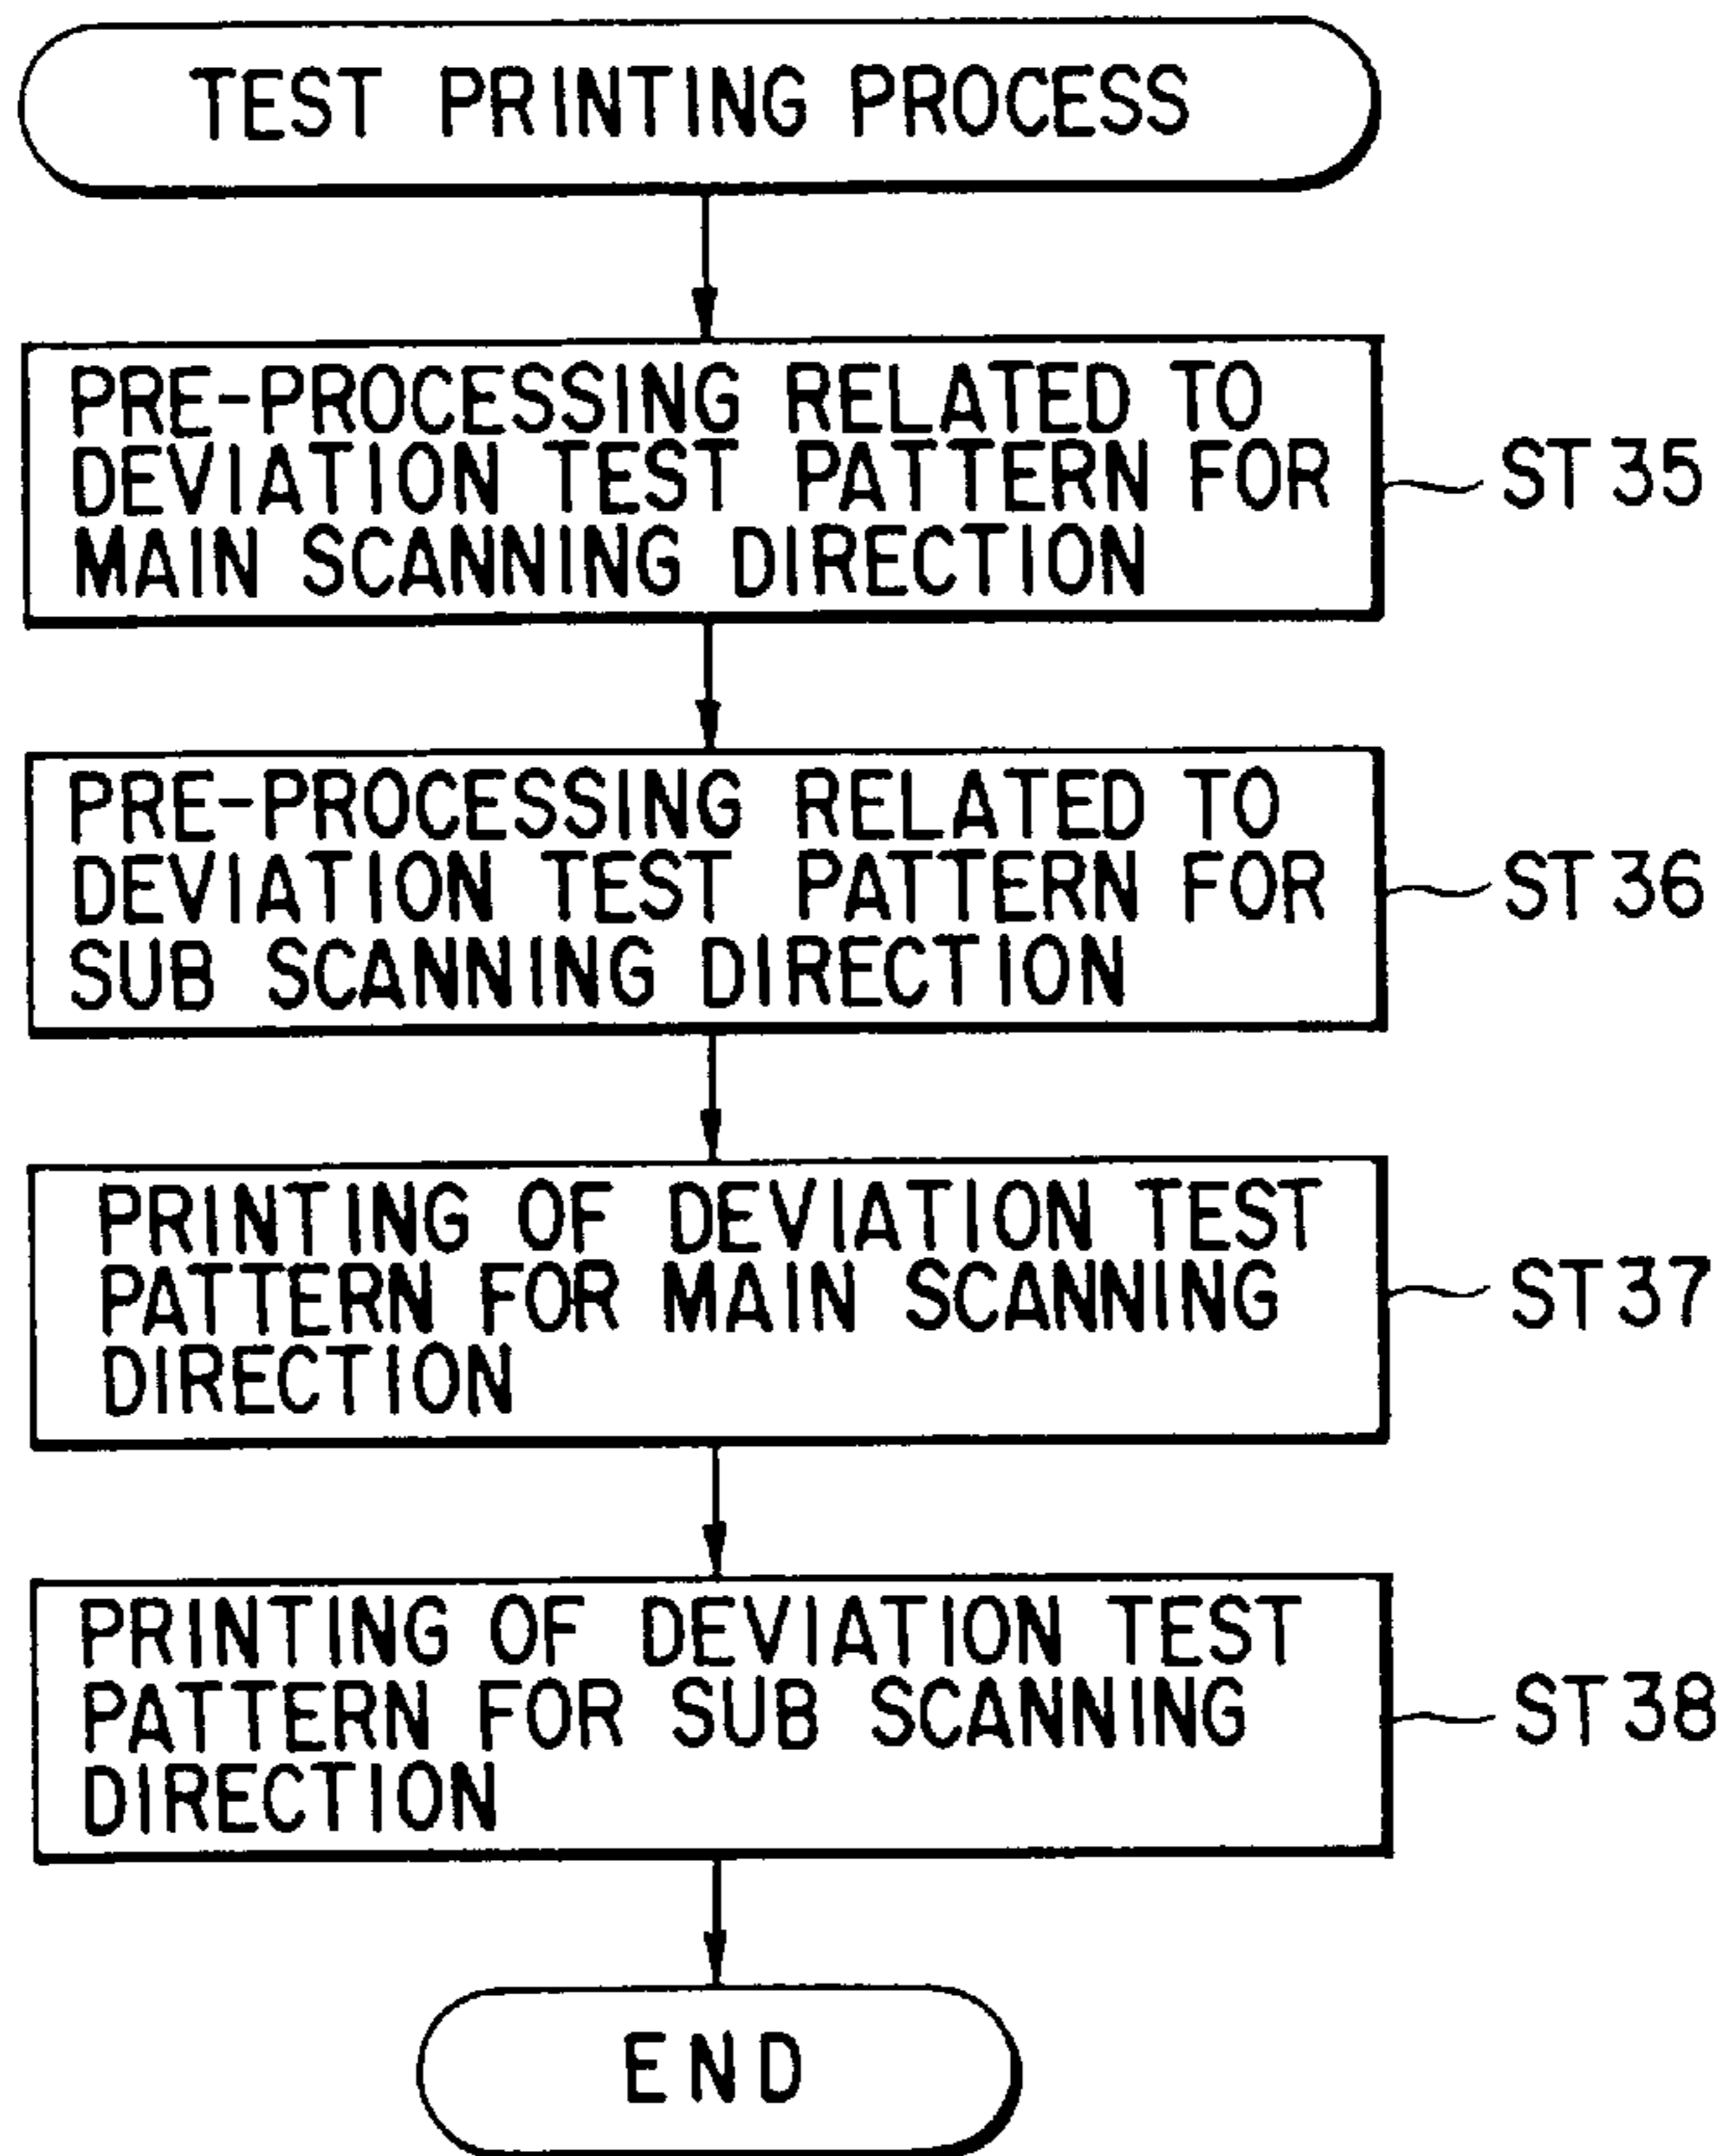 TEST PRINTING PROCESS
PRE-PROCESSING RELATED TO
DEVIATION TEST PATTERN FOR
MAIN SCANNING DIRECTION
ST35
PRE-PROCESSING RELATED TO
DEVIATION TEST PATTERN FOR
SUB SCANNING DIRECTION
ST36
PRINTING OF DEVIATION TEST
PATTERN FOR MAIN SCANNING
DIRECTION
ST37
PRINTING OF DEVIATION TEST
PATTERN FOR SUB SCANNING
DIRECTION
ST38
END